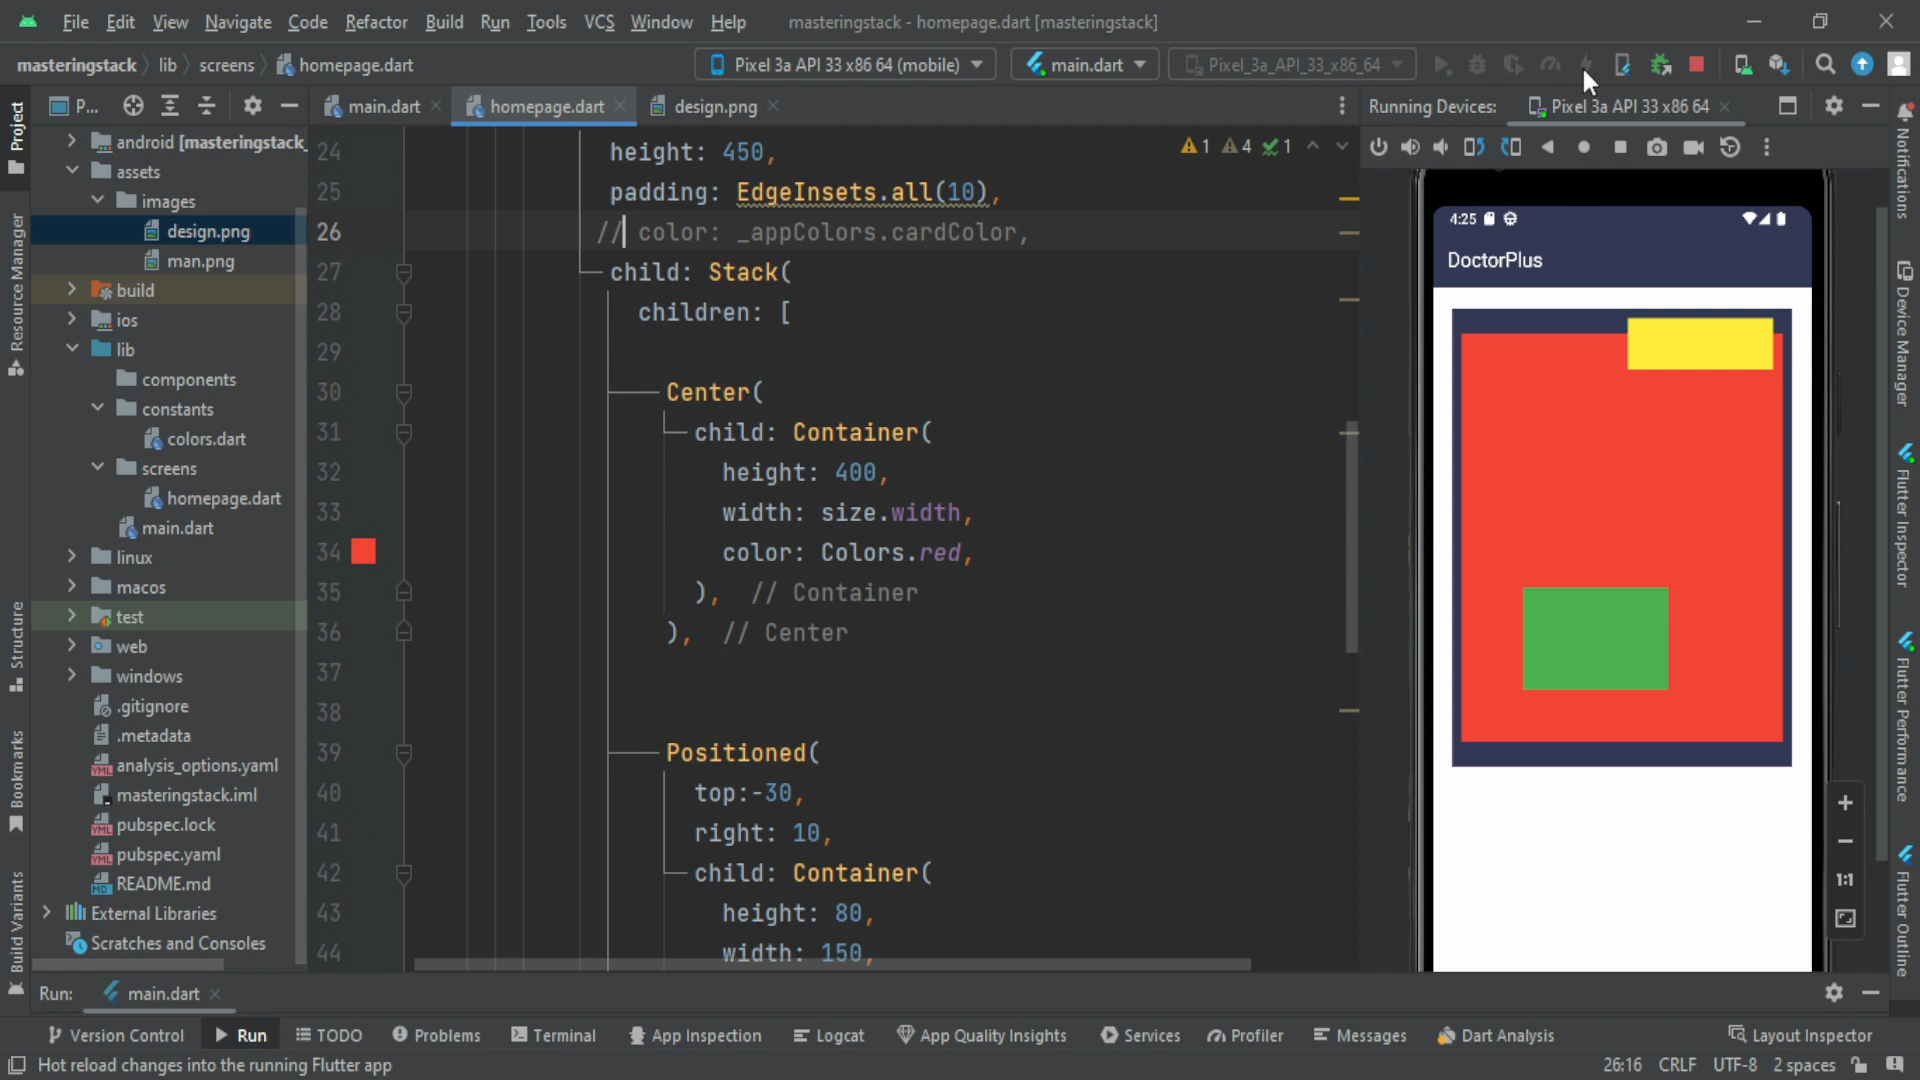 File Edit View Navigate Code Refactor Build Run Tools VCS Window Help masteringstack - homepage.dart [masteringstack]
masteringstack lib screens homepage.dart Pixel 3a API 33 x86 64 (mobile) main.dart Pixel_3a_API_33_x86_64
P... main.dart homepage.dart design.png Running Devices: Pixel 3a API 33 x86 64
Project
Resource Manager
Structure
Bookmarks
Build Variants
android [masteringstack_
assets
images
design.png
man.png
build
ios
lib
components
constants
colors.dart
screens
homepage.dart
main.dart
linux
macos
test
web
windows
.gitignore
.metadata
analysis_options.yaml
masteringstack.iml
pubspec.lock
pubspec.yaml
README.md
External Libraries
Scratches and Consoles
1 4 1
24 height: 450,
25 padding: EdgeInsets.all(10),
26 // color: _appColors.cardColor,
27 child: Stack(
28 children: [
29
30 Center(
31 child: Container(
32 height: 400,
33 width: size.width,
34 color: Colors.red,
35 ), // Container
36 ), // Center
37
38
39 Positioned(
40 top:-30,
41 right: 10,
42 child: Container(
43 height: 80,
44 width: 150,
4:25
DoctorPlus
1:1
Notifications
Device Manager
Flutter Inspector
Flutter Performance
Flutter Outline
Run: main.dart
Version Control Run TODO Problems Terminal App Inspection Logcat App Quality Insights Services Profiler Messages Dart Analysis Layout Inspector
Hot reload changes into the running Flutter app 26:16 CRLF UTF-8 2 spaces